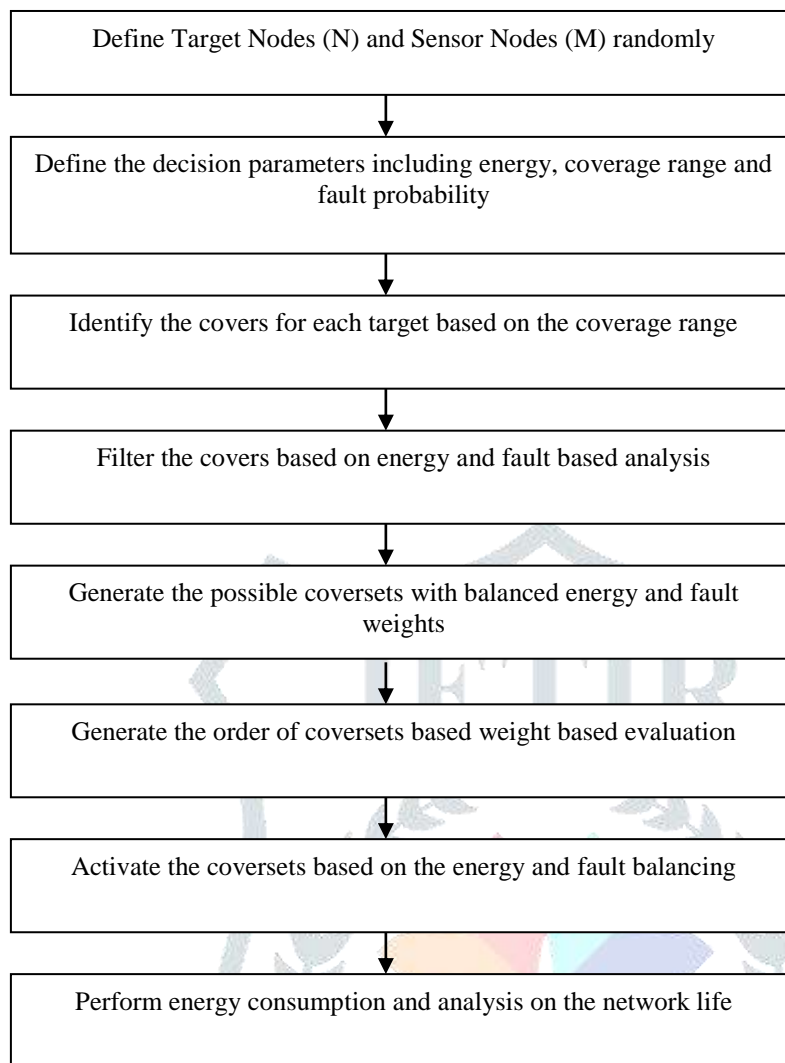 Define Target Nodes (N) and Sensor Nodes (M) randomly
Define the decision parameters including energy, coverage range and
fault probability
Identify the covers for each target based on the coverage range
Filter the covers based on energy and fault based analysis
Generate the possible coversets with balanced energy and fault
weights
JETIR
Generate the order of coversets based weight based evaluation
Activate the coversets based on the energy and fault balancing
Perform energy consumption and analysis on the network life